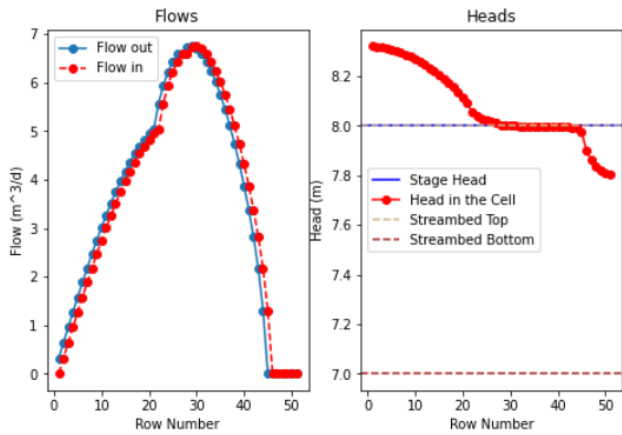 Flows
Flow (m^3/d)
7
6
5
4
3
2
1
0
Flow out
Flow in
0 10 20 30 40 50
Row Number
Heads
Head (m)
8.2
8.0
7.8
7.6
7.4
7.2
7.0
Stage Head
Head in the Cell
Streambed Top
Streambed Bottom
0 10 20 30 40 50
Row Number